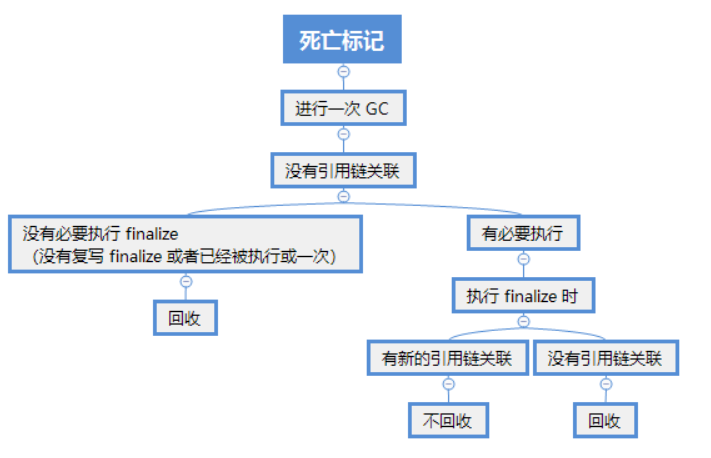 死亡标记
进行一次 GC
没有引用链关联
没有必要执行 finalize
（没有复写 finalize 或者已经被执行或一次）
有必要执行
执行 finalize 时
回收
有新的引用链关联
没有引用链关联
不回收
回收